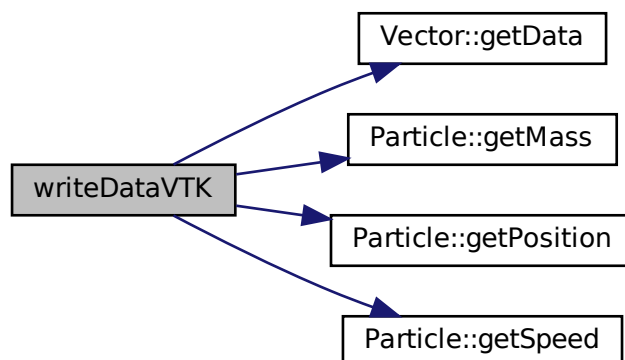 Vector::getData
Particle::getMass
writeDataVTK
Particle::getPosition
Particle::getSpeed